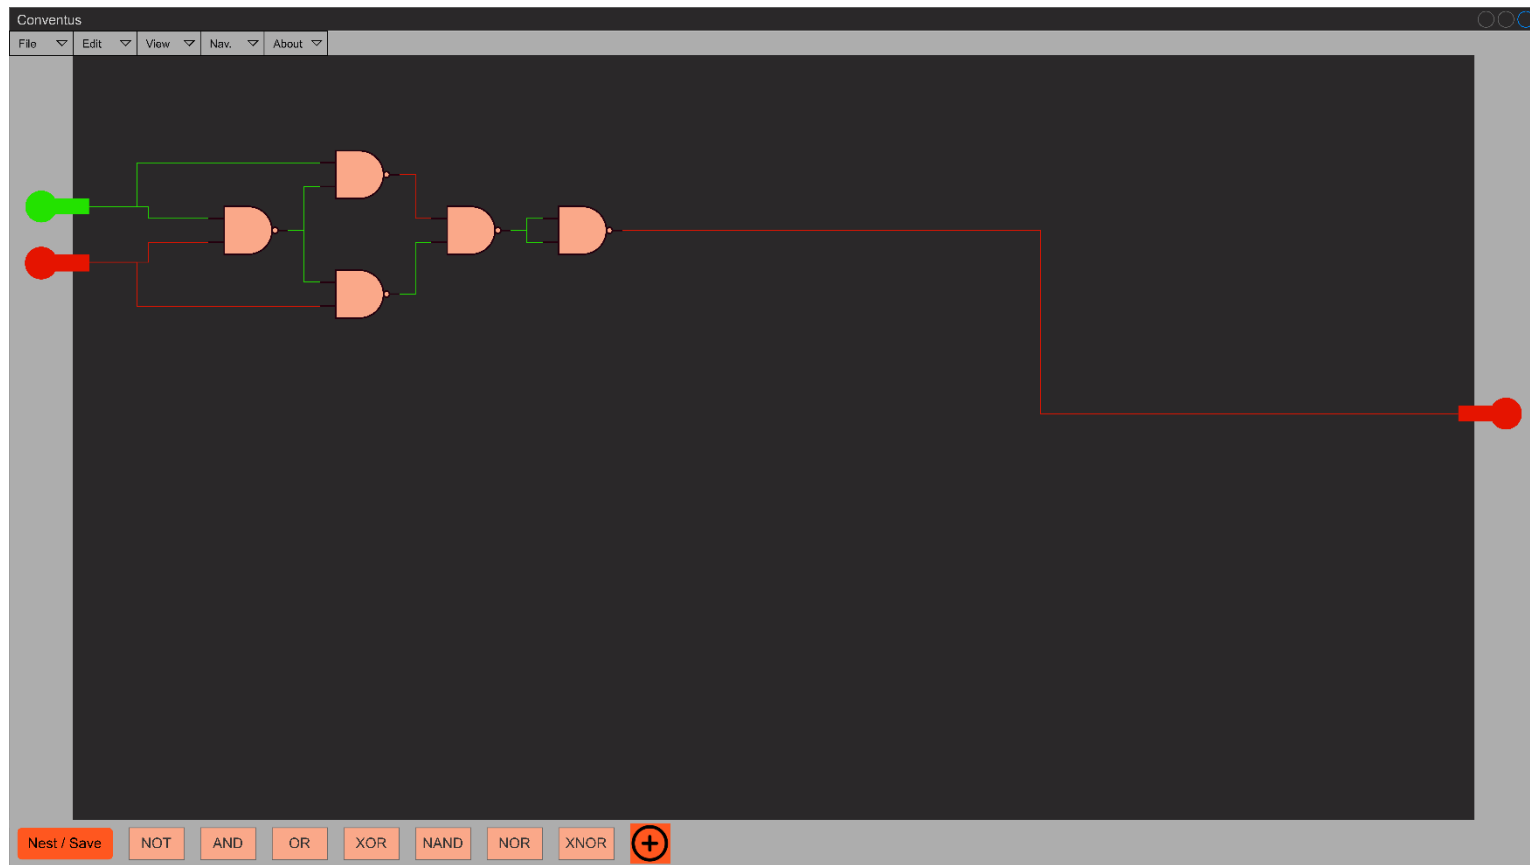 Conventus
File Edit View Nav. About
Nest / Save NOT AND OR XOR NAND NOR XNOR